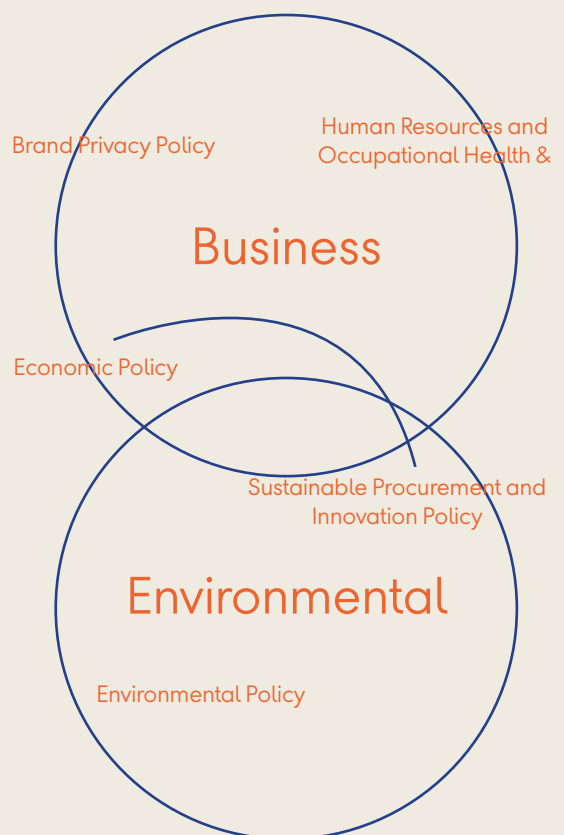 Human Resources and
Occupational Health &
Brand Privacy Policy
Business
Economic Policy
Sustainable Procurement and
Innovation Policy
Environmental
Environmental Policy